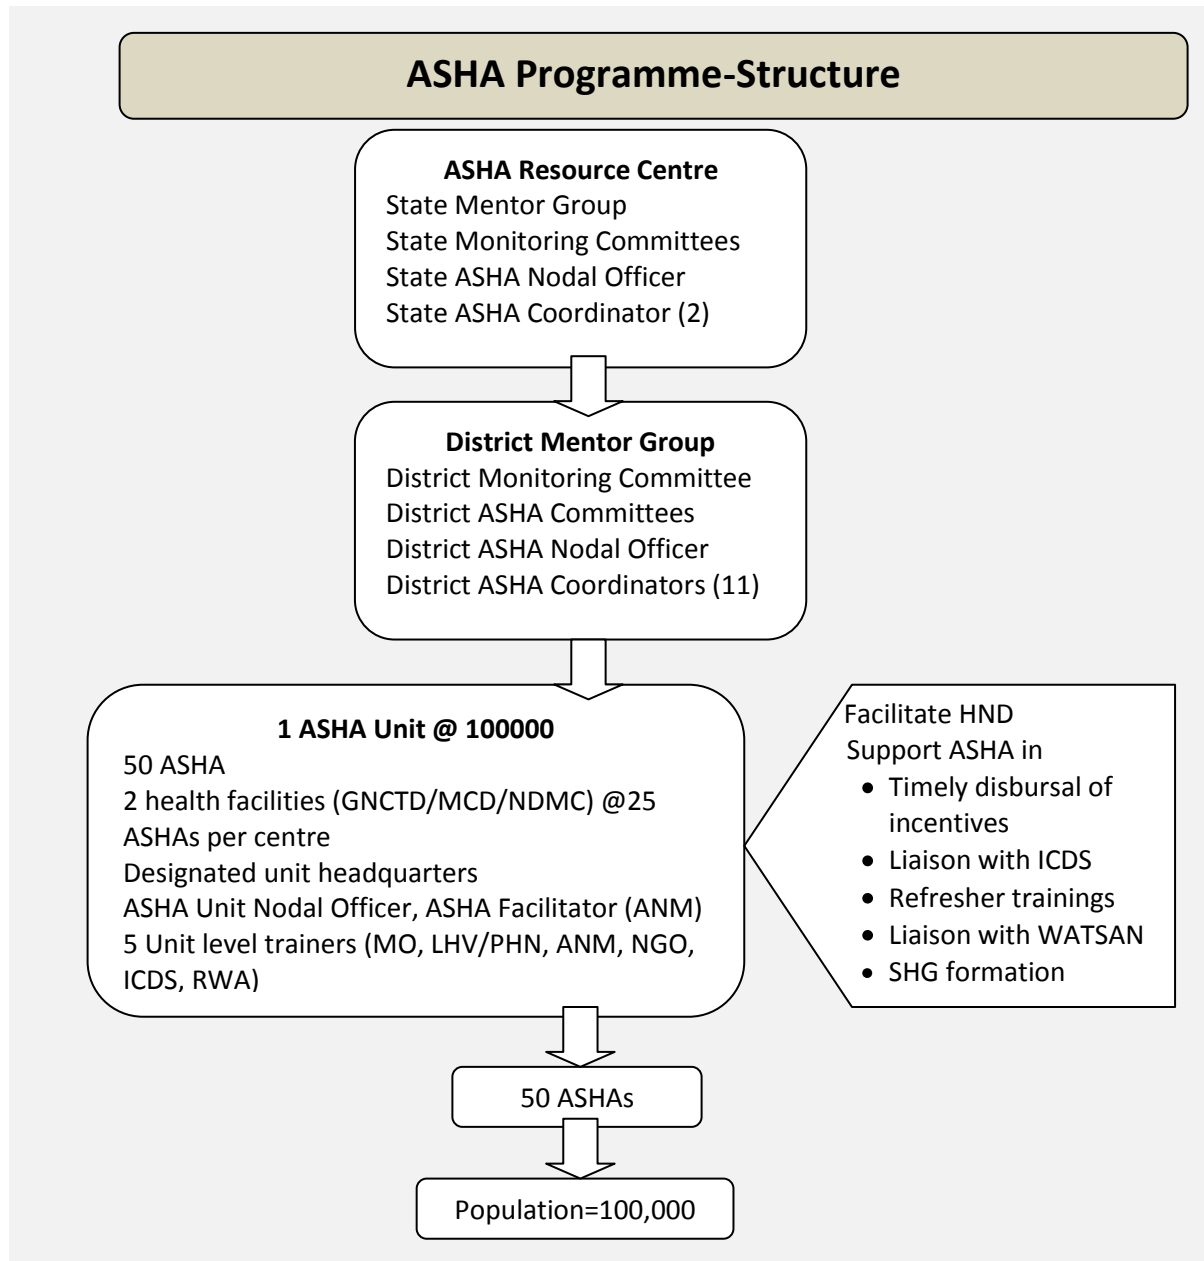 ASHA Programme-Structure
ASHA Resource Centre
State Mentor Group
State Monitoring Committees
State ASHA Nodal Officer
State ASHA Coordinator (2)
District Mentor Group
District Monitoring Committee
District ASHA Committees
District ASHA Nodal Officer
District ASHA Coordinators (11)
1 ASHA Unit @ 100000
50 ASHA
2 health facilities (GNCTD/MCD/NDMC) @25
ASHAs per centre
Designated unit headquarters
ASHA Unit Nodal Officer, ASHA Facilitator (ANM)
5 Unit level trainers (MO, LHV/PHN, ANM, NGO,
ICDS, RWA)
Facilitate HND
Support ASHA in
• Timely disbursal of
incentives
• Liaison with ICDS
• Refresher trainings
• Liaison with WATSAN
• SHG formation
50 ASHAs
Population=100,000